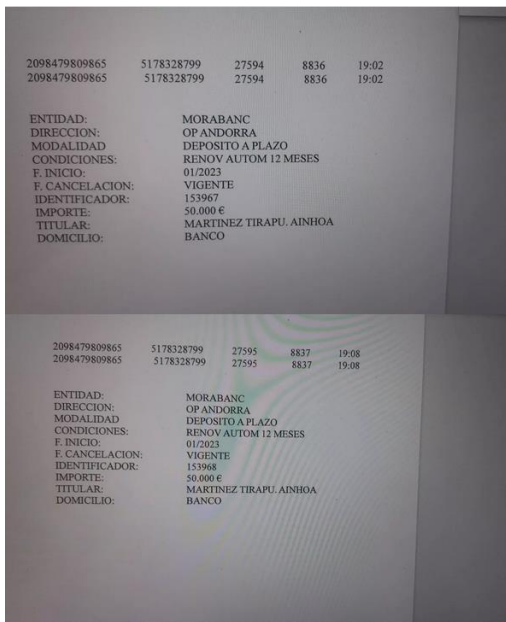 2098479809865 5178328799 27594 8836 19:02
2098479809865 5178328799 27594 8836 19:02
ENTIDAD: MORABANC
DIRECCION: OP ANDORRA
MODALIDAD DEPOSITO A PLAZO
CONDICIONES: RENOV AUTOM 12 MESES
F. INICIO: 01/2023
F. CANCELACION: VIGENTE
IDENTIFICADOR: 153967
IMPORTE: 50.000 €
TITULAR: MARTINEZ TIRAPU. AINHOA
DOMICILIO: BANCO
2098479809865 5178328799 27595 8837 19:08
2098479809865 5178328799 27595 8837 19:08
ENTIDAD: MORABANC
DIRECCION: OP ANDORRA
MODALIDAD DEPOSITO A PLAZO
CONDICIONES: RENOV AUTOM 12 MESES
F. INICIO: 01/2023
F. CANCELACION: VIGENTE
IDENTIFICADOR: 153968
IMPORTE: 50.000 €
TITULAR: MARTINEZ TIRAPU. AINHOA
DOMICILIO: BANCO